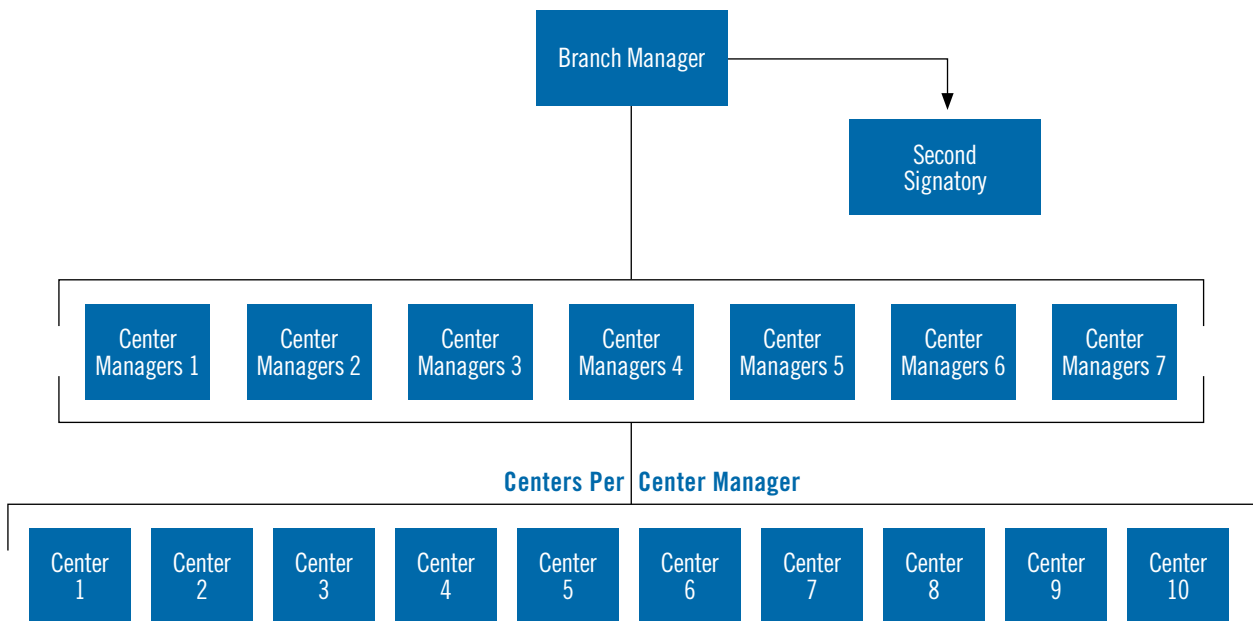 Branch Manager
Second
Signatory
Center
Managers 1
Center
Managers 2
Center
Managers 3
Center
Managers 4
Center
Managers 5
Center
Managers 6
Center
Managers 7
Centers Per Center Manager
Center
1
Center
2
Center
3
Center
4
Center
5
Center
6
Center
7
Center
8
Center
9
Center
10